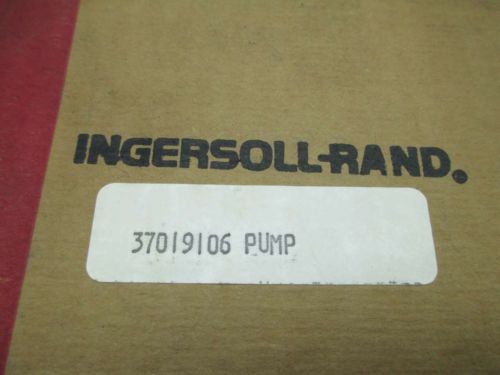 INGERSOLL-RAND.
37019106 PUMP